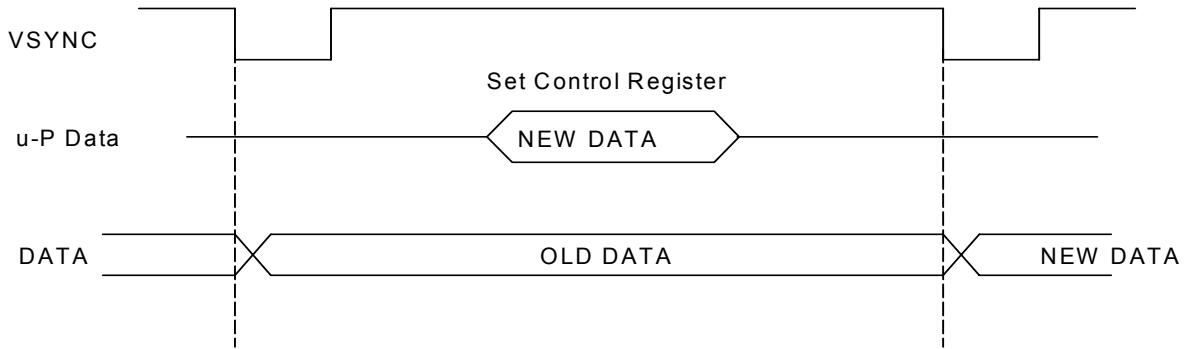 VSYNC
Set Control Register
u-P Data
NEW DATA
DATA
OLD DATA
NEW DATA